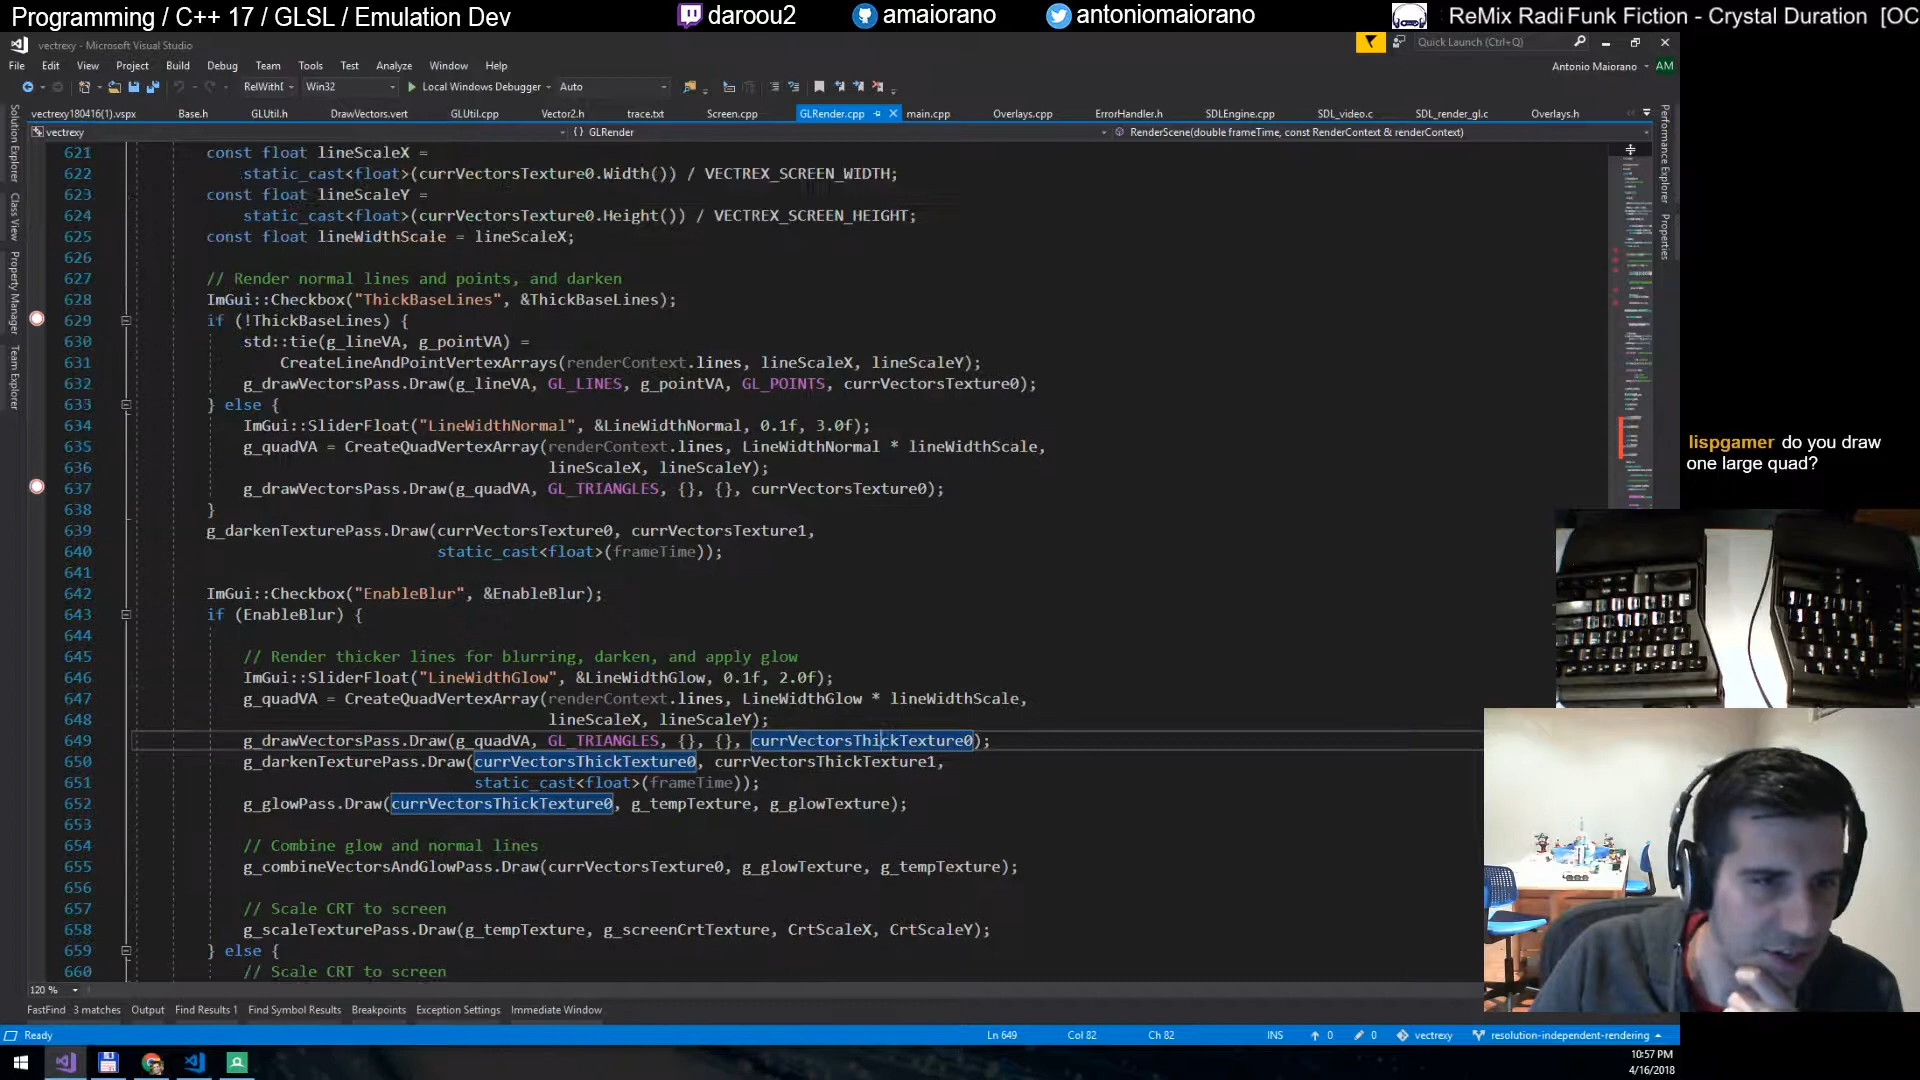 Programming / C++ 17 / GLSL / Emulation Dev
daroou2
amaiorano
antoniomaiorano
ReMix Radi Funk Fiction - Crystal Duration [OC
vectrexy - Microsoft Visual Studio
Quick Launch (Ctrl+Q)
File Edit View Project Build Debug Team Tools Test Analyze Window Help
Antonio Maiorano AM
RelWithl Win32 Local Windows Debugger Auto
vectrexy180416(1).vspx Base.h GLUtil.h DrawVectors.vert GLUtil.cpp Vector2.h trace.txt Screen.cpp GLRender.cpp main.cpp Overlays.cpp ErrorHandler.h SDLEngine.cpp SDL_video.c SDL_render_gl.c Overlays.h
vectrexy {} GLRender RenderScene(double frameTime, const RenderContext & renderContext)
Solution Explorer
Class View
Property Manager
Team Explorer
Performance Explorer
Properties
621 const float lineScaleX =
622 static_cast<float>(currVectorsTexture0.Width()) / VECTREX_SCREEN_WIDTH;
623 const float lineScaleY =
624 static_cast<float>(currVectorsTexture0.Height()) / VECTREX_SCREEN_HEIGHT;
625 const float lineWidthScale = lineScaleX;
626
627 // Render normal lines and points, and darken
628 ImGui::Checkbox("ThickBaseLines", &ThickBaseLines);
629 if (!ThickBaseLines) {
630 std::tie(g_lineVA, g_pointVA) =
631 CreateLineAndPointVertexArrays(renderContext.lines, lineScaleX, lineScaleY);
632 g_drawVectorsPass.Draw(g_lineVA, GL_LINES, g_pointVA, GL_POINTS, currVectorsTexture0);
633 } else {
634 ImGui::SliderFloat("LineWidthNormal", &LineWidthNormal, 0.1f, 3.0f);
635 g_quadVA = CreateQuadVertexArray(renderContext.lines, LineWidthNormal * lineWidthScale,
636 lineScaleX, lineScaleY);
637 g_drawVectorsPass.Draw(g_quadVA, GL_TRIANGLES, {}, {}, currVectorsTexture0);
638 }
639 g_darkenTexturePass.Draw(currVectorsTexture0, currVectorsTexture1,
640 static_cast<float>(frameTime));
641
642 ImGui::Checkbox("EnableBlur", &EnableBlur);
643 if (EnableBlur) {
644
645 // Render thicker lines for blurring, darken, and apply glow
646 ImGui::SliderFloat("LineWidthGlow", &LineWidthGlow, 0.1f, 2.0f);
647 g_quadVA = CreateQuadVertexArray(renderContext.lines, LineWidthGlow * lineWidthScale,
648 lineScaleX, lineScaleY);
649 g_drawVectorsPass.Draw(g_quadVA, GL_TRIANGLES, {}, {}, currVectorsThickTexture0);
650 g_darkenTexturePass.Draw(currVectorsThickTexture0, currVectorsThickTexture1,
651 static_cast<float>(frameTime));
652 g_glowPass.Draw(currVectorsThickTexture0, g_tempTexture, g_glowTexture);
653
654 // Combine glow and normal lines
655 g_combineVectorsAndGlowPass.Draw(currVectorsTexture0, g_glowTexture, g_tempTexture);
656
657 // Scale CRT to screen
658 g_scaleTexturePass.Draw(g_tempTexture, g_screenCrtTexture, CrtScaleX, CrtScaleY);
659 } else {
660 // Scale CRT to screen
lispgamer do you draw
one large quad?
120 %
FastFind 3 matches Output Find Results 1 Find Symbol Results Breakpoints Exception Settings Immediate Window
Ready Ln 649 Col 82 Ch 82 INS 0 0 vectrexy resolution-independent-rendering
10:57 PM
4/16/2018